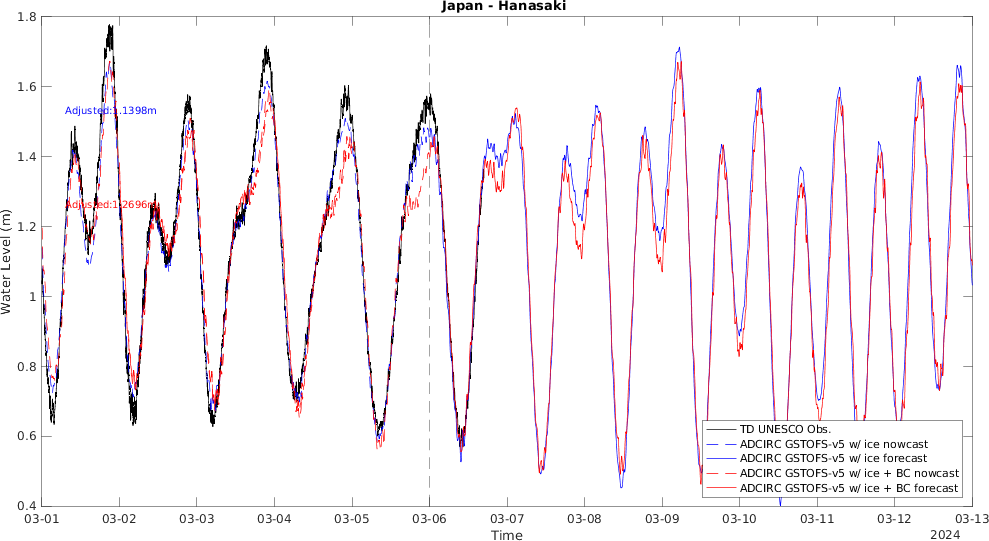 Japan - Hanasaki
1.8
1.6
1.4
1.2
1
0.8
0.6
0.4
Water Level (m)
Adjusted:1.1398m
Adjusted:1.2696m
TD UNESCO Obs.
ADCIRC GSTOFS-v5 w/ ice nowcast
ADCIRC GSTOFS-v5 w/ ice forecast
ADCIRC GSTOFS-v5 w/ ice + BC nowcast
ADCIRC GSTOFS-v5 w/ ice + BC forecast
03-01 03-02 03-03 03-04 03-05 03-06 03-07 03-08 03-09 03-10 03-11 03-12 03-13
Time
2024